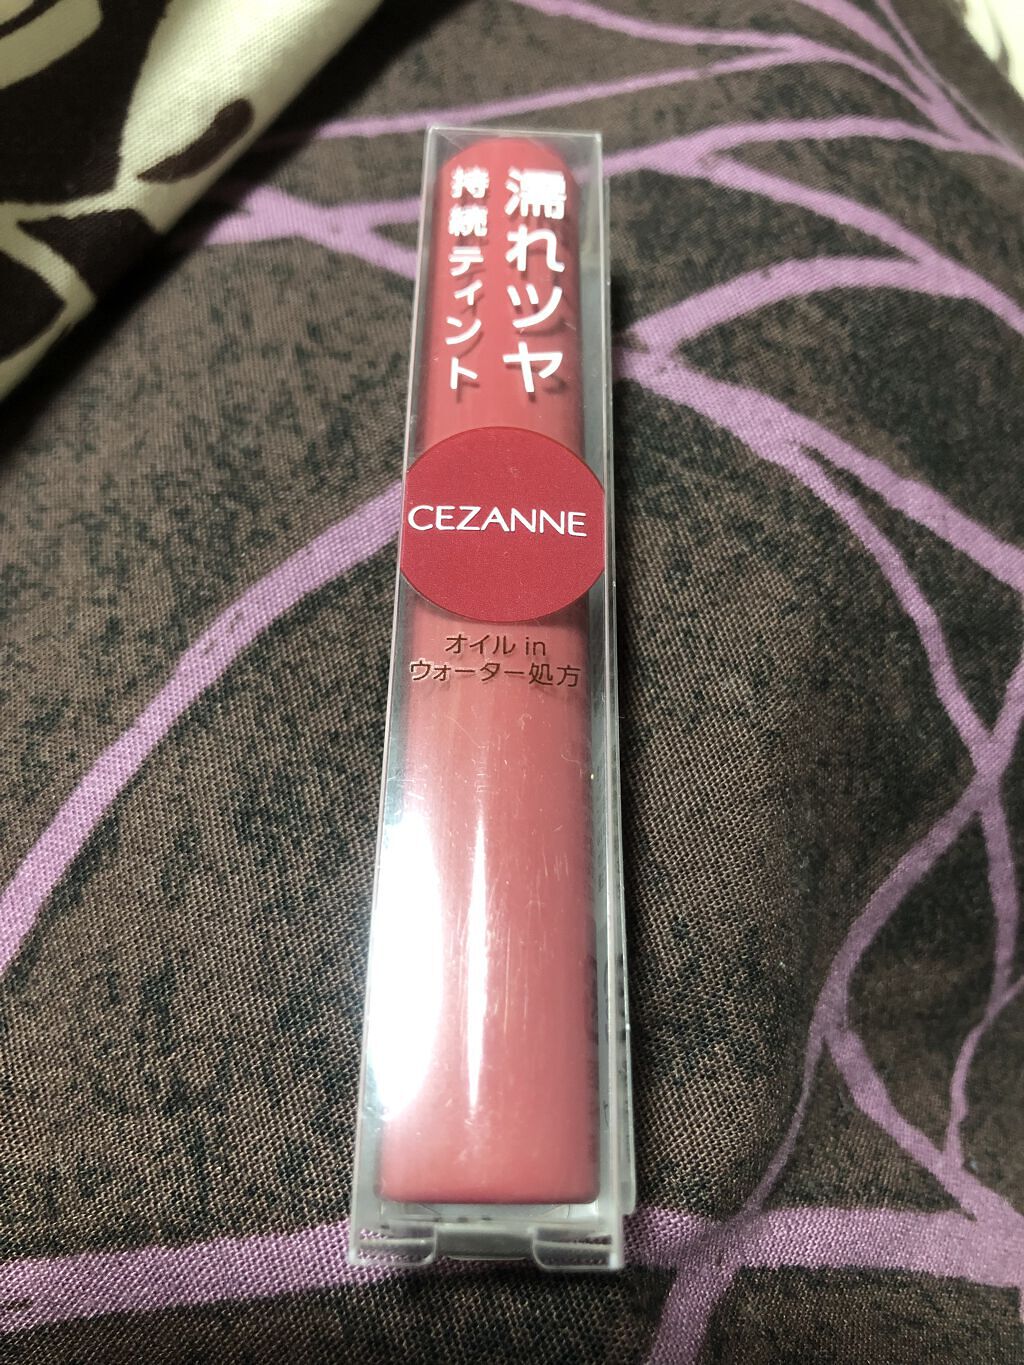 濡れツヤ
持続ティント
CEZANNE
オイル in
ウォーター処方